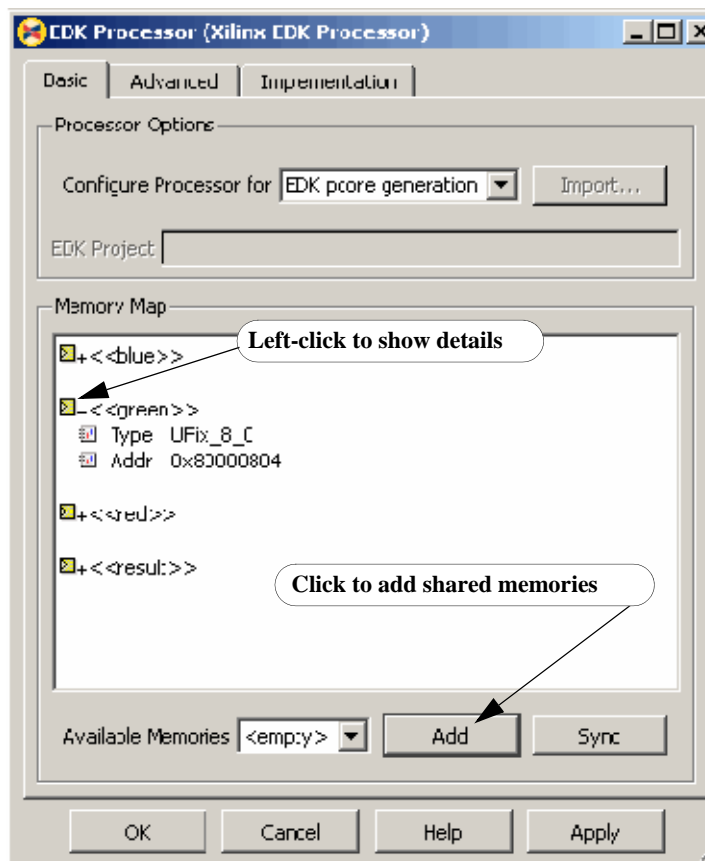 EDK Processor (Xilinx EDK Processor)
Basic Advanced Implementation
Processor Options
Configure Processor for EDK pcore generation Import...
EDK Project
Memory Map
Left-click to show details
+<<blue>>
-<<green>>
Type UFix_8_0
Addr 0x80000804
+<<red>>
+<<result>>
Click to add shared memories
Available Memories <empty> Add Sync
OK Cancel Help Apply